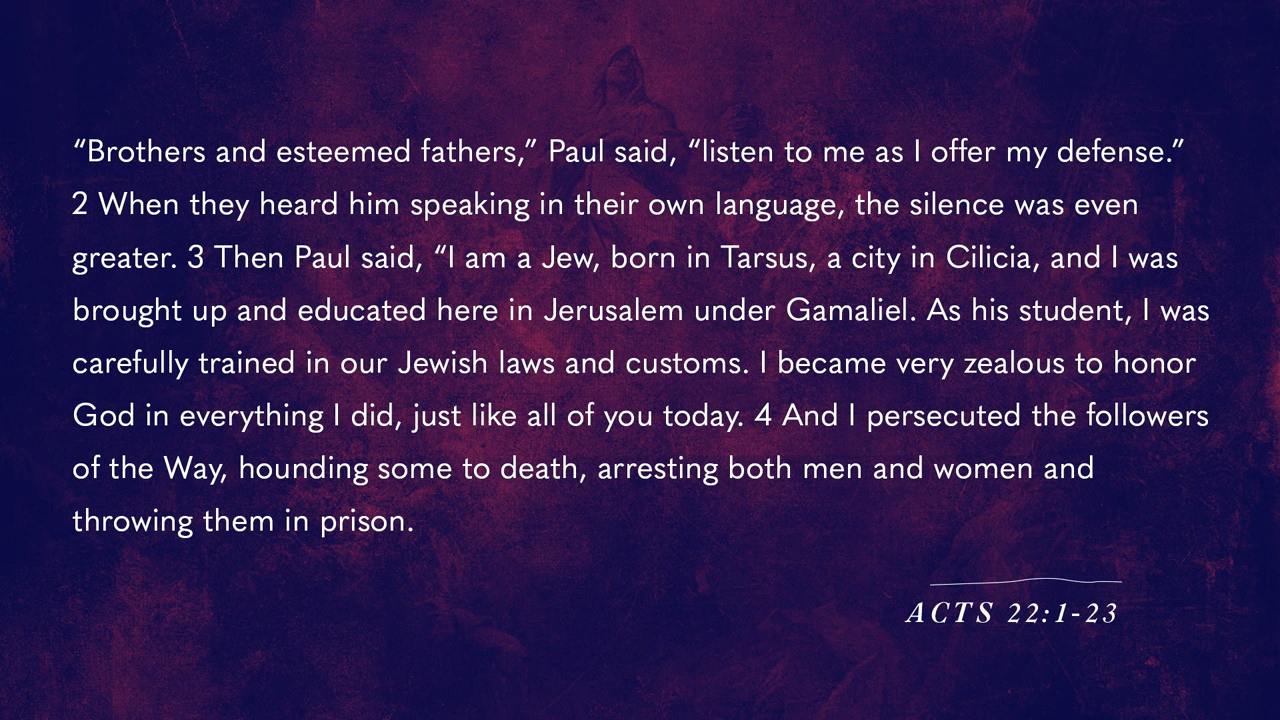 “Brothers and esteemed fathers,” Paul said, “listen to me as I offer my defense.”
2 When they heard him speaking in their own language, the silence was even
greater. 3 Then Paul said, “I am a Jew, born in Tarsus, a city in Cilicia, and I was
brought up and educated here in Jerusalem under Gamaliel. As his student, I was
carefully trained in our Jewish laws and customs. I became very zealous to honor
God in everything I did, just like all of you today. 4 And I persecuted the followers
of the Way, hounding some to death, arresting both men and women and
throwing them in prison.
ACTS 22:1-23